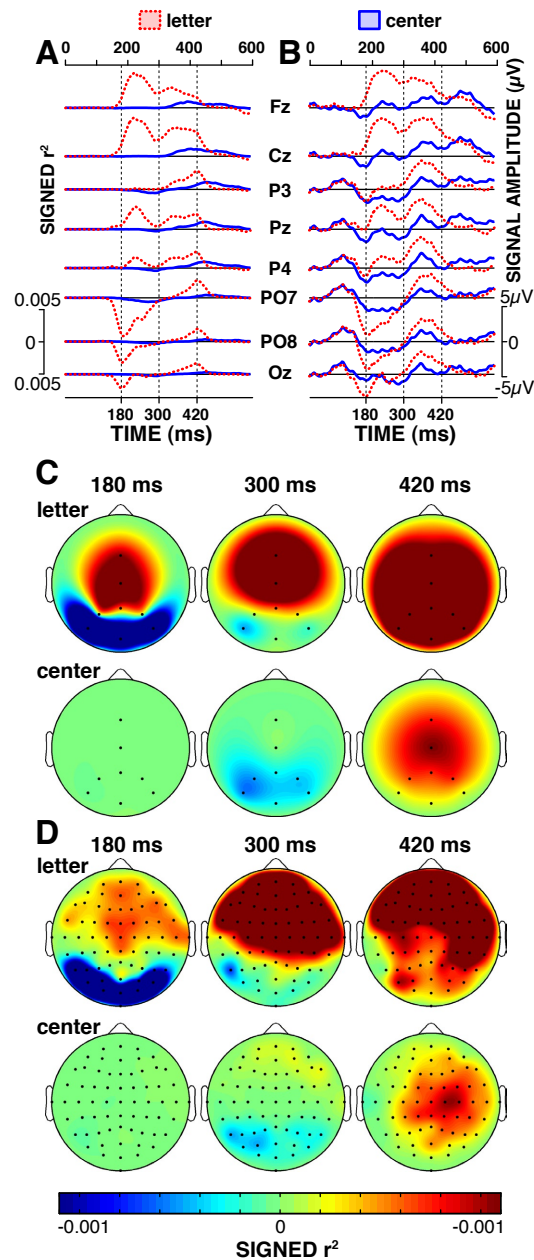 letter center
A 0 200 400 600 B 0 200 400 600
SIGNED r²
SIGNAL AMPLITUDE (µV)
Fz
Cz
P3
Pz
P4
PO7
PO8
Oz
0.005
0
0.005
5µV
0
-5µV
180 300 420 180 300 420
TIME (ms) TIME (ms)
C
180 ms 300 ms 420 ms
letter
center
D
180 ms 300 ms 420 ms
letter
center
-0.001 0 -0.001
SIGNED r²